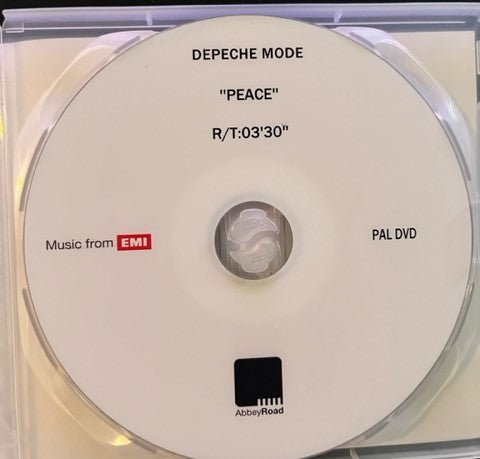 DEPECHE MODE
"PEACE"
R/T:03'30"
Music from EMI
PAL DVD
AbbeyRoad